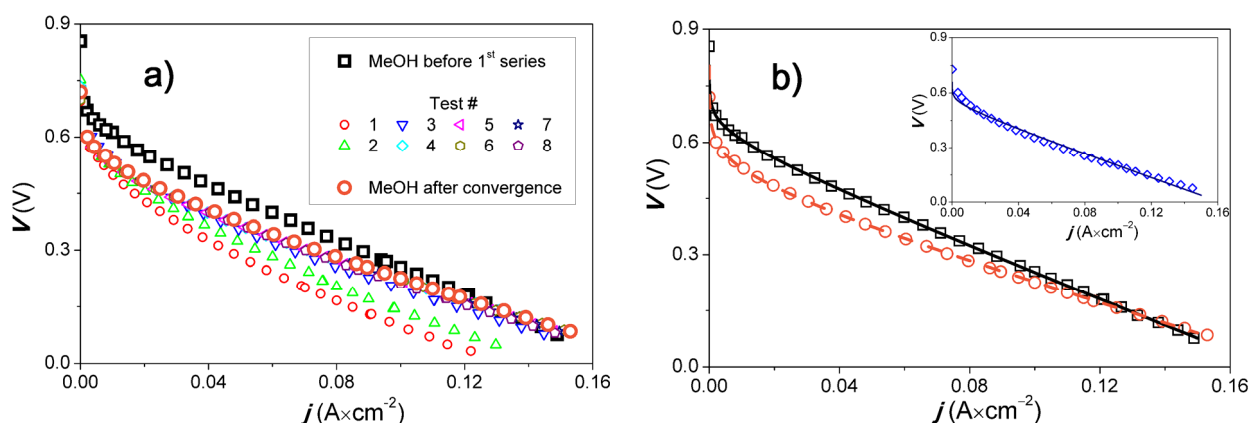 a)
MeOH before 1st series
Test #
1 3 5 7
2 4 6 8
MeOH after convergence
0.9
0.6
0.3
0.0
V (V)
0.00 0.04 0.08 0.12 0.16
j (A×cm⁻²)
b)
0.9
0.6
0.3
0.0
V (V)
0.00 0.04 0.08 0.12 0.16
j (A×cm⁻²)
0.9
0.6
0.3
0.0
V (V)
0.00 0.04 0.08 0.12 0.16
j (A×cm⁻²)